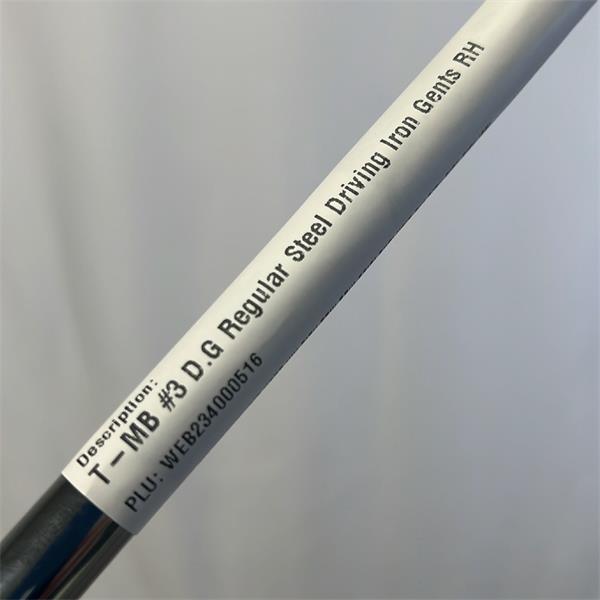 Description:
T-MB #3 D.G Regular Steel Driving Iron Gents RH
PLU: WEB234000516